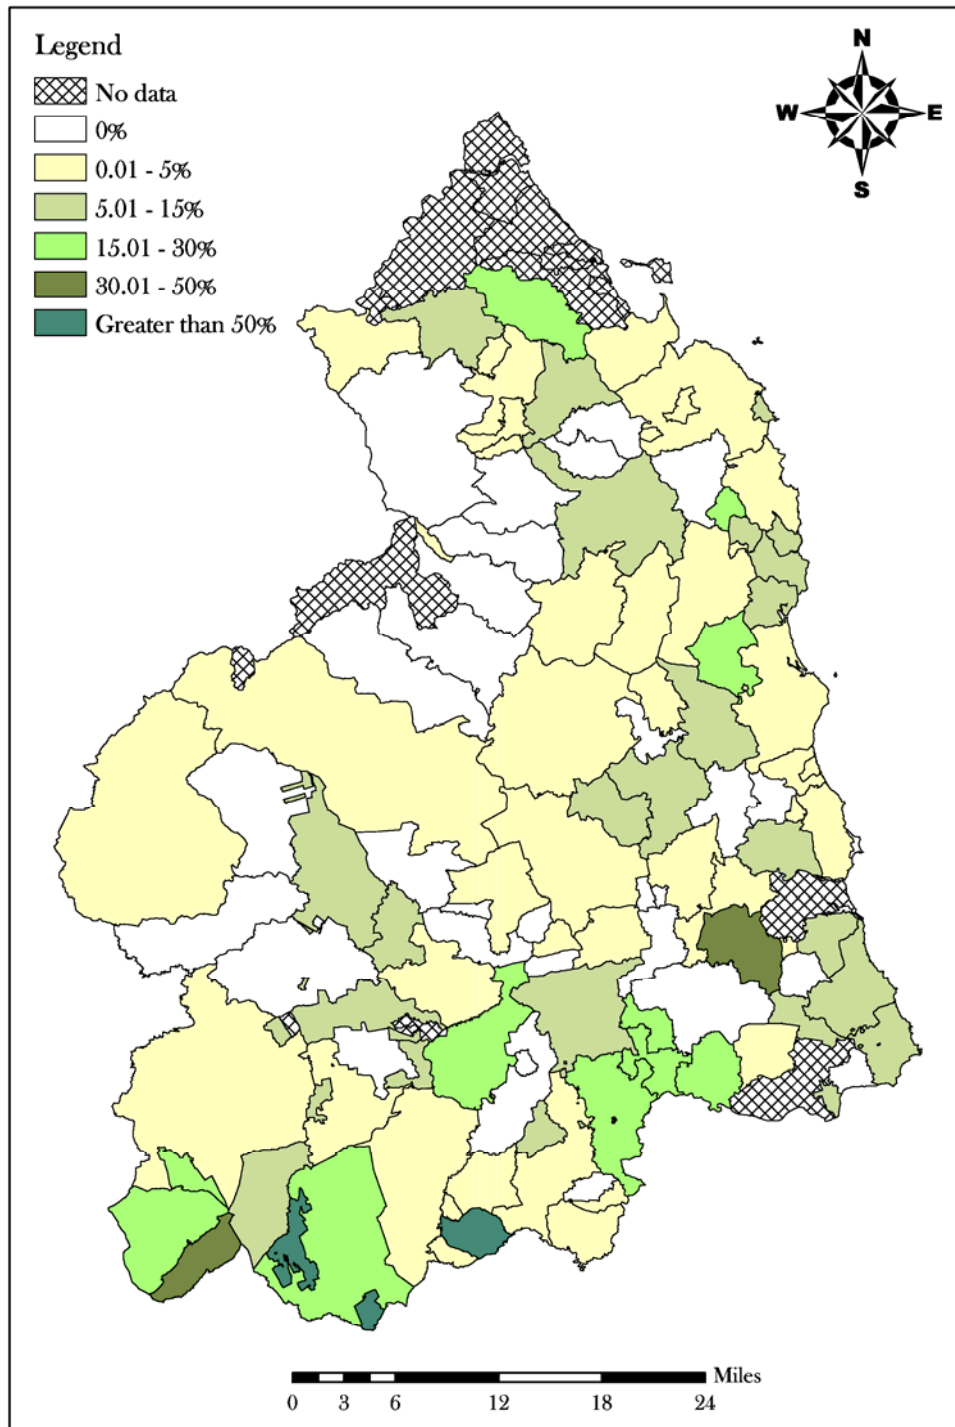 Legend
No data
0%
0.01 - 5%
5.01 - 15%
15.01 - 30%
30.01 - 50%
Greater than 50%
N
W E
S
Miles
0 3 6 12 18 24